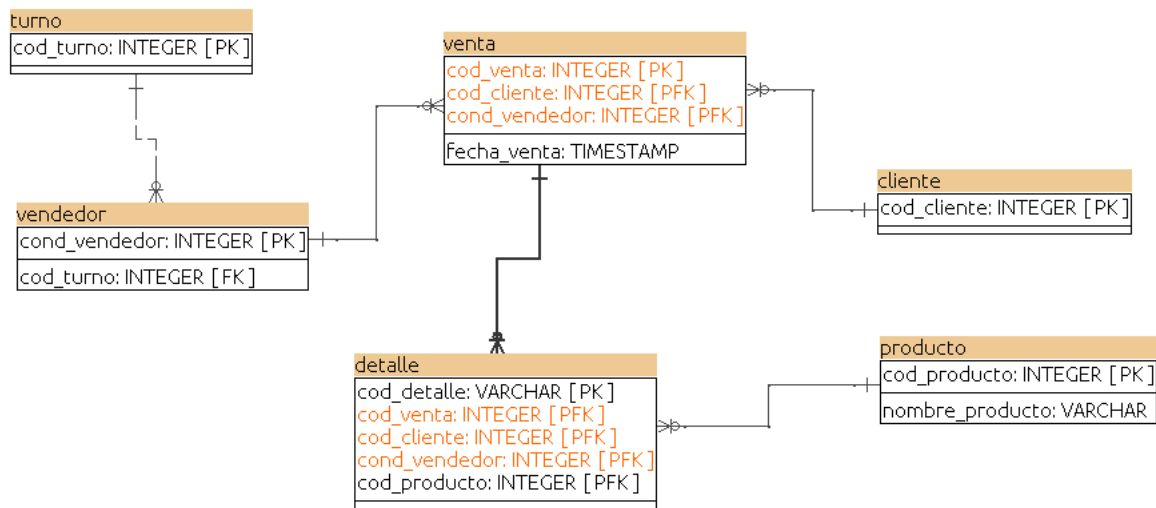 turno
cod_turno: INTEGER [PK]
venta
cod_venta: INTEGER [PK]
cod_cliente: INTEGER [PFK]
cond_vendedor: INTEGER [PFK]
fecha_venta: TIMESTAMP
cliente
cod_cliente: INTEGER [PK]
vendedor
cond_vendedor: INTEGER [PK]
cod_turno: INTEGER [FK]
detalle
cod_detalle: VARCHAR [PK]
cod_venta: INTEGER [PFK]
cod_cliente: INTEGER [PFK]
cond_vendedor: INTEGER [PFK]
cod_producto: INTEGER [PFK]
producto
cod_producto: INTEGER [PK]
nombre_producto: VARCHAR